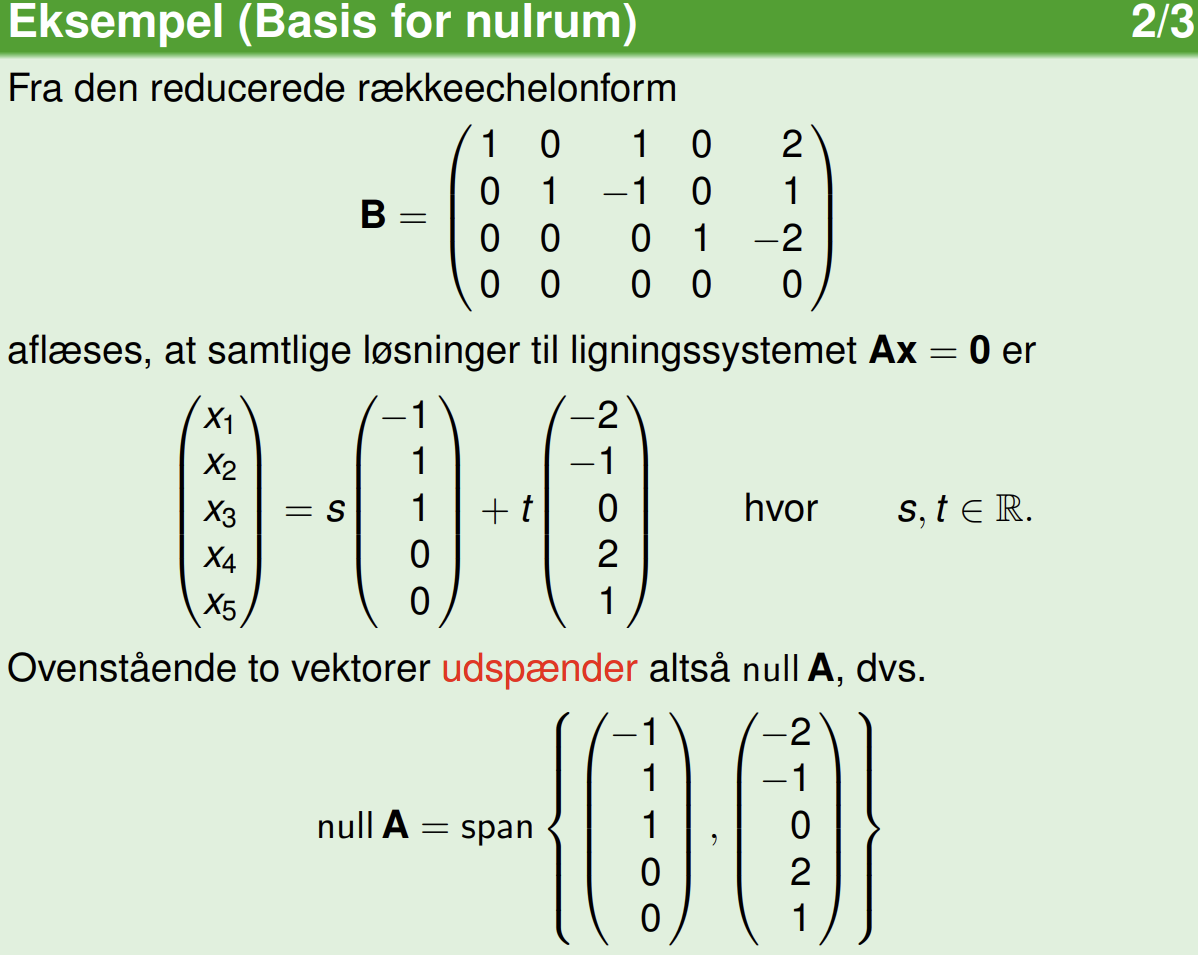 Eksempel (Basis for nulrum) 2/3
Fra den reducerede rækkeechelonform
B = 
( 1 0 1 0 2 )
( 0 1 −1 0 1 )
( 0 0 0 1 −2 )
( 0 0 0 0 0 )
aflæses, at samtlige løsninger til ligningssystemet Ax = 0 er
( x1 ) = s ( −1 ) + t ( −2 ) hvor s, t ∈ ℝ.
( x2 ) ( 1 ) ( −1 )
( x3 ) ( 1 ) ( 0 )
( x4 ) ( 0 ) ( 2 )
( x5 ) ( 0 ) ( 1 )
Ovenstående to vektorer udspænder altså null A, dvs.
null A = span {
( −1 ) , ( −2 )
( 1 ) ( −1 )
( 1 ) ( 0 )
( 0 ) ( 2 )
( 0 ) ( 1 )
}